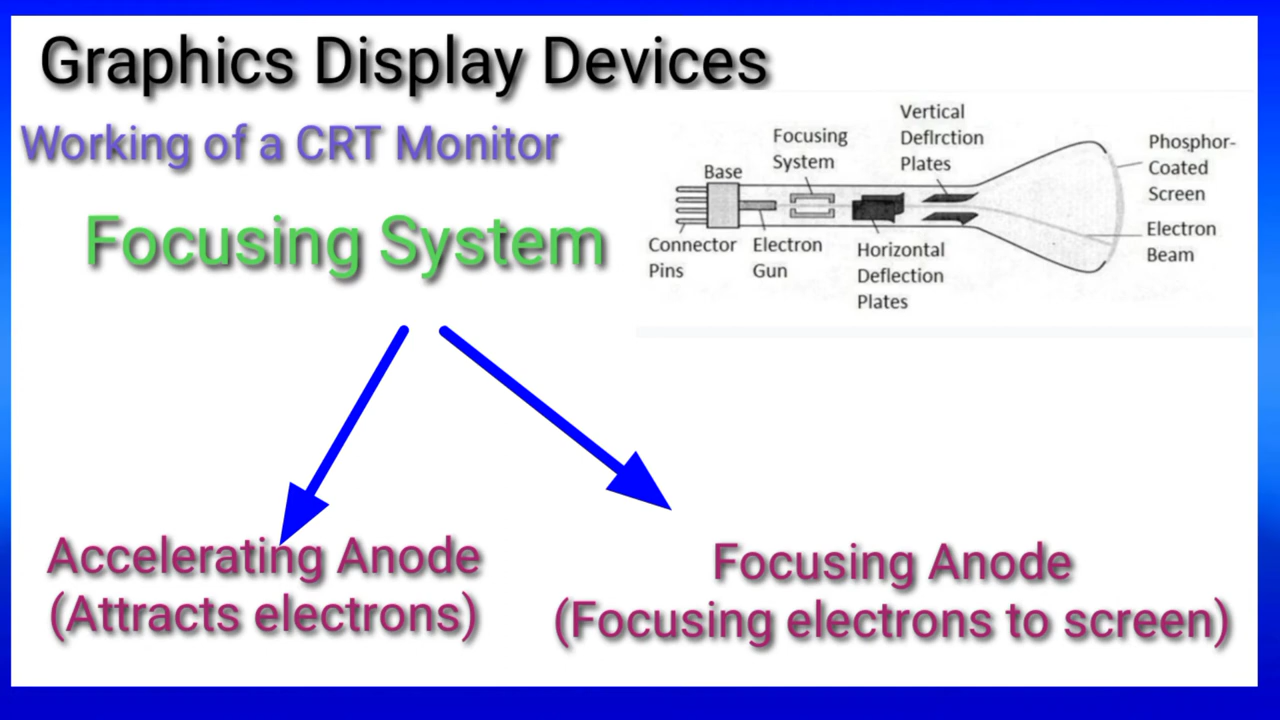 Graphics Display Devices
Working of a CRT Monitor
Focusing System
Vertical
Deflrction
Plates
Focusing
System
Base
Phosphor-
Coated
Screen
Connector
Pins
Electron
Gun
Horizontal
Deflection
Plates
Electron
Beam
Accelerating Anode
(Attracts electrons)
Focusing Anode
(Focusing electrons to screen)